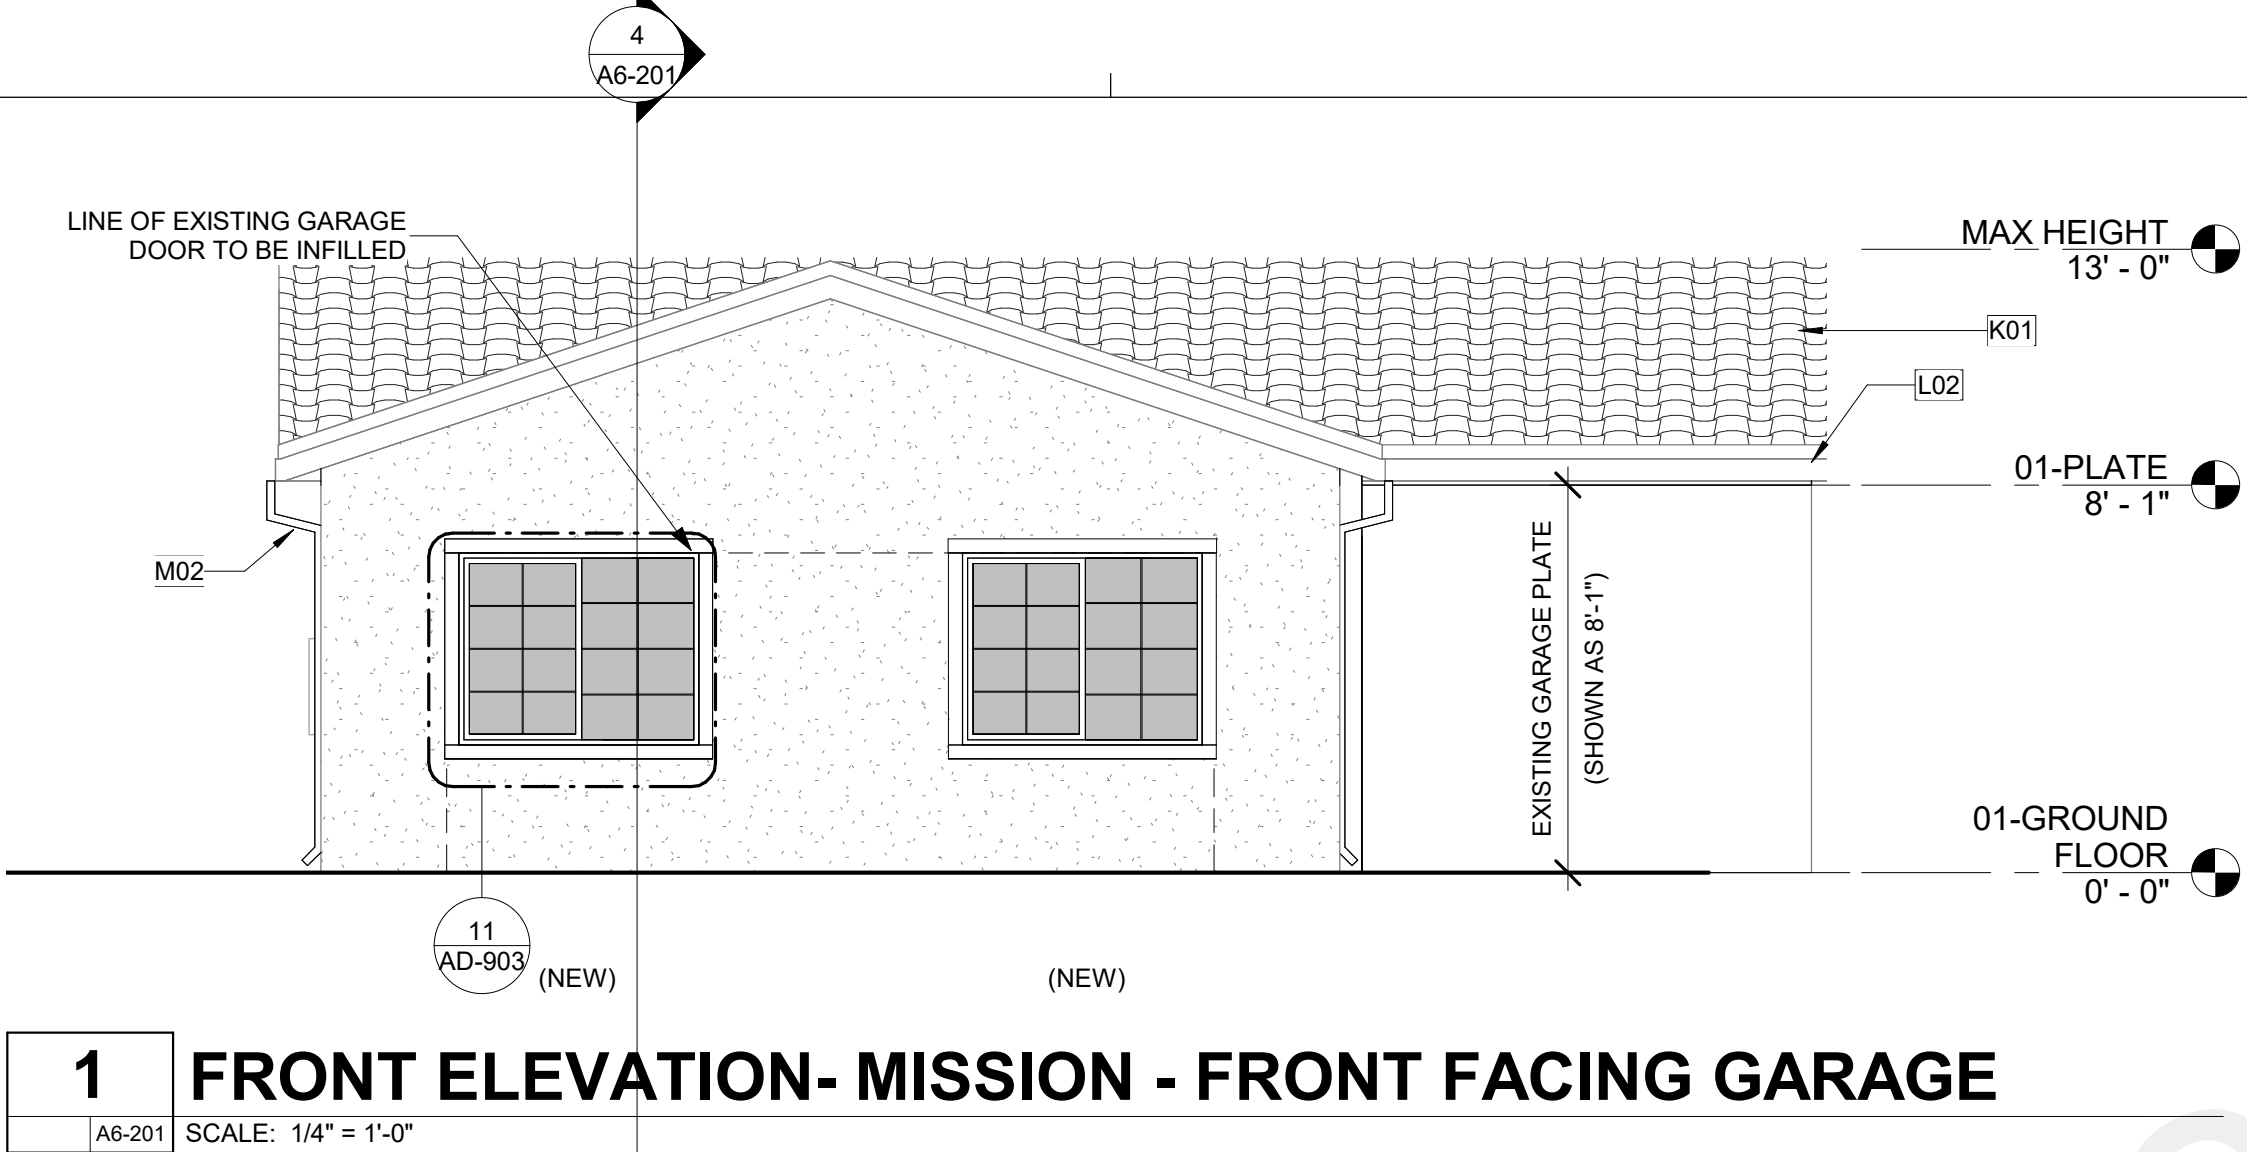 4
A6-201
LINE OF EXISTING GARAGE
DOOR TO BE INFILLED
MAX HEIGHT
13' - 0"
K01
L02
01-PLATE
8' - 1"
M02
EXISTING GARAGE PLATE
(SHOWN AS 8'-1")
01-GROUND
FLOOR
0' - 0"
11
AD-903
(NEW)
(NEW)
1
FRONT ELEVATION- MISSION - FRONT FACING GARAGE
A6-201
SCALE: 1/4" = 1'-0"